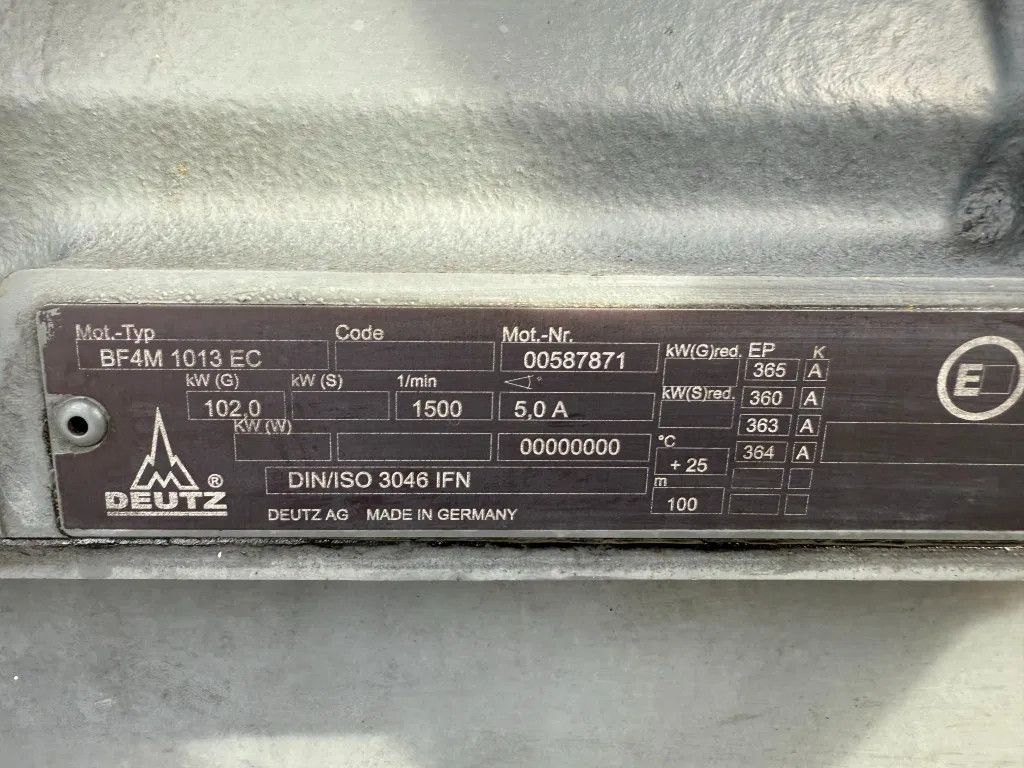 Mot.-Typ Code Mot.-Nr.
BF4M 1013 EC 00587871
kW(G)red. EP K
365 A
kW (G) kW (S) 1/min °
kW(S)red. 360 A
102,0 1500 5,0 A
363 A
KW (W) 00000000
°C 364 A
+ 25
DIN/ISO 3046 IFN
m
100
DEUTZ ®
DEUTZ AG MADE IN GERMANY
E